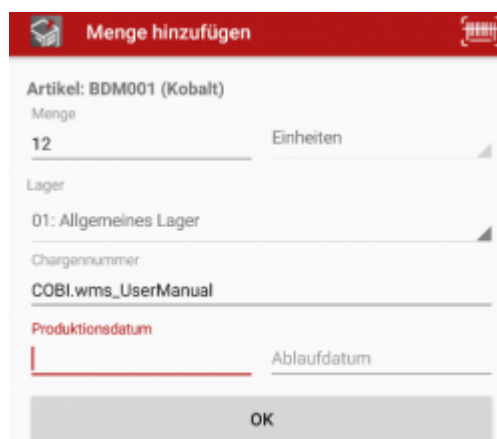 Menge hinzufügen
Artikel: BDM001 (Kobalt)
Menge
12
Einheiten
Lager
01: Allgemeines Lager
Chargennummer
COBI.wms_UserManual
Produktionsdatum
Ablaufdatum
OK